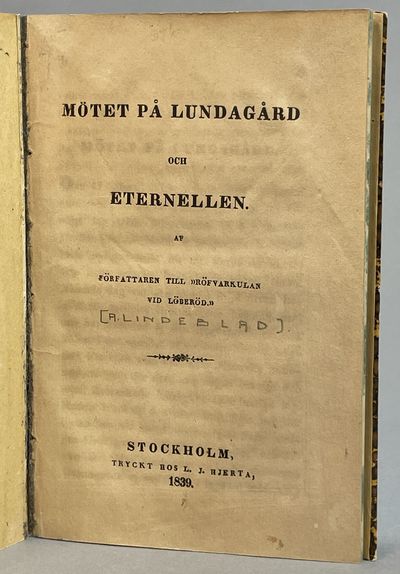 MÖTET PÅ LUNDAGÅRD
OCH
ETERNELLEN.
AF
FÖRFATTAREN TILL »RÖFVARKULAN
VID LÖBERÖD.»
[A. LINDEBLAD].
STOCKHOLM,
TRYCKT HOS L. J. HJERTA,
1839.